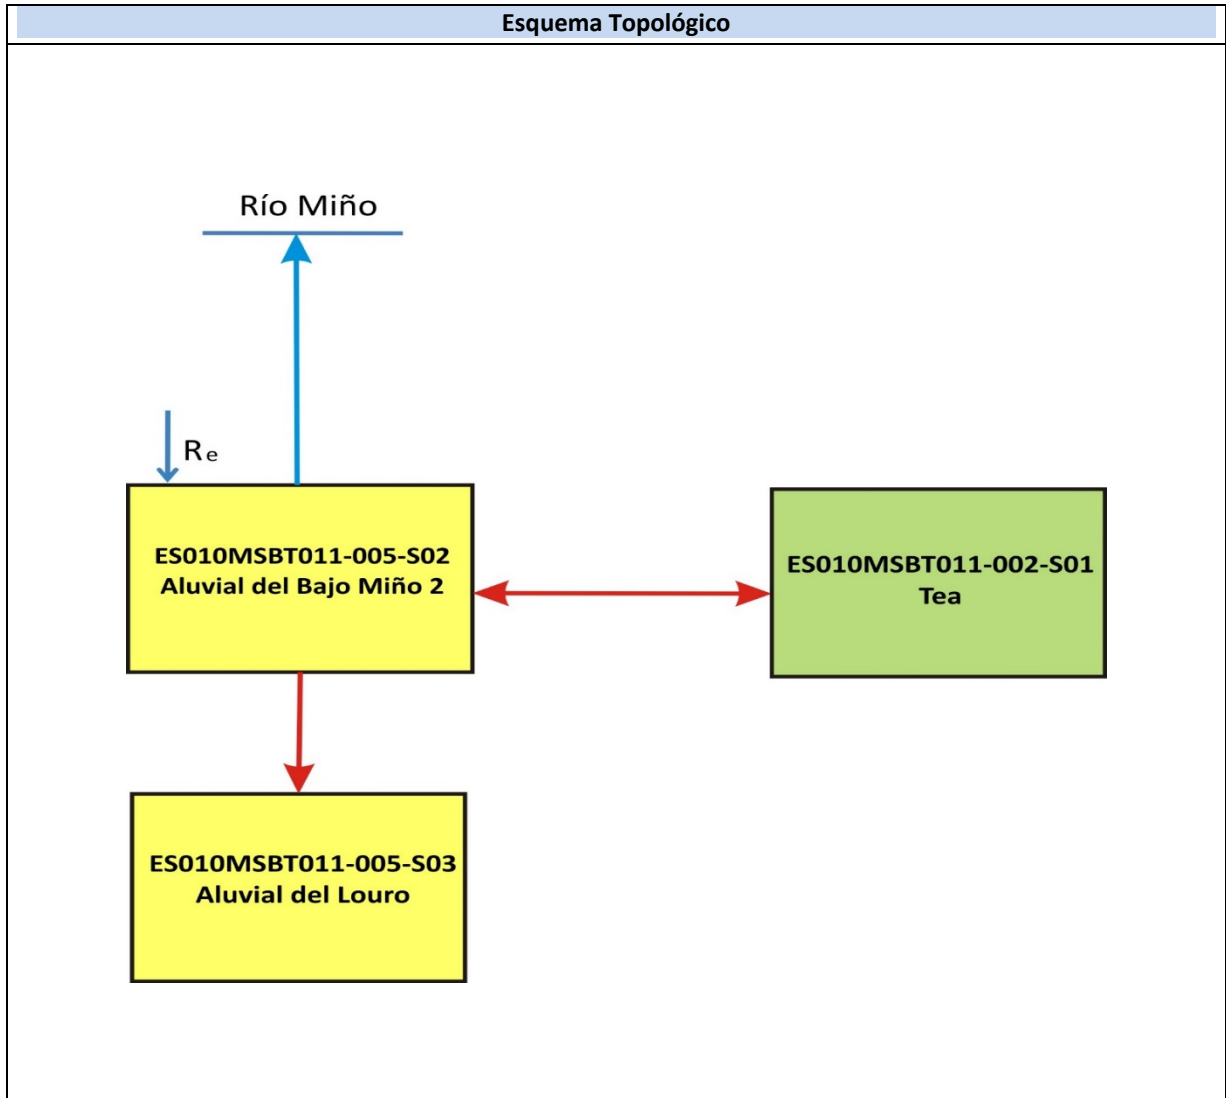 Esquema Topológico
Río Miño
Re
ES010MSBT011-005-S02
Aluvial del Bajo Miño 2
ES010MSBT011-002-S01
Tea
ES010MSBT011-005-S03
Aluvial del Louro